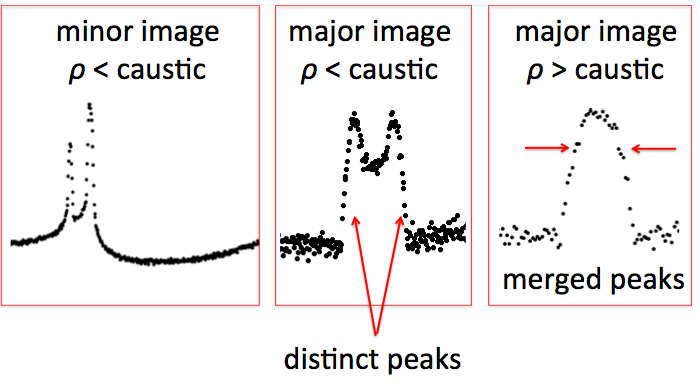 minor image
ρ < caustic
major image
ρ < caustic
major image
ρ > caustic
merged peaks
distinct peaks